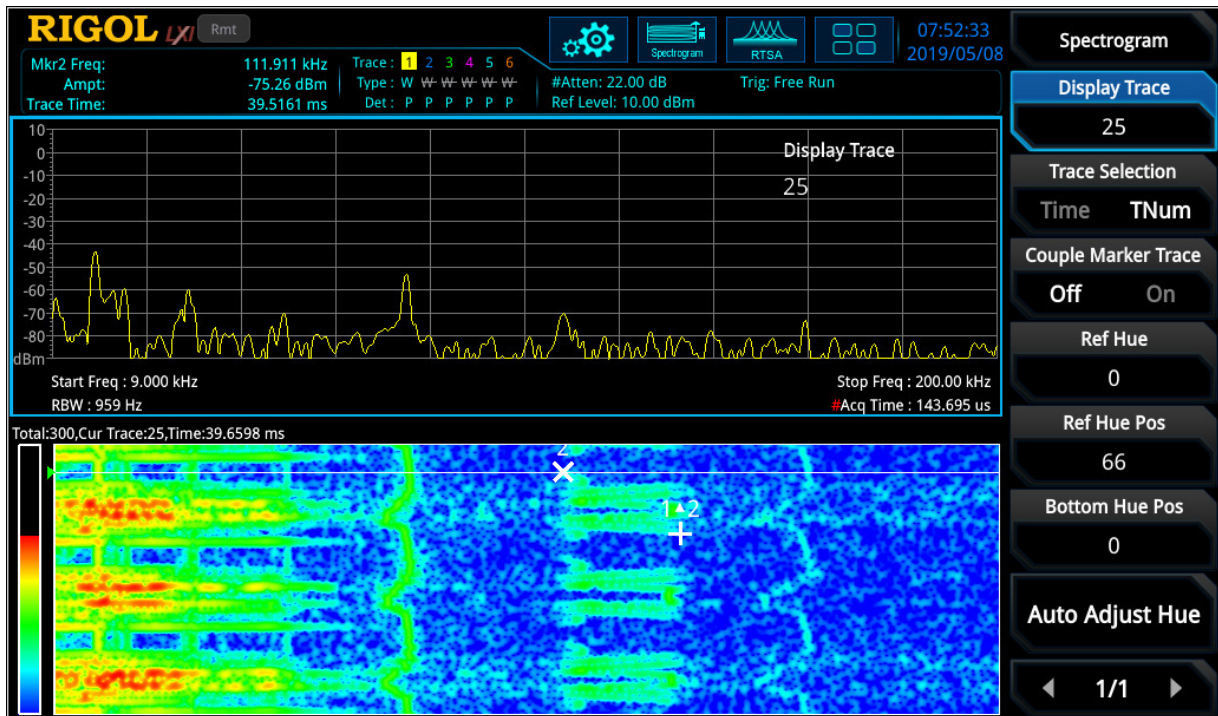 RIGOL LXI Rmt
Spectrogram
RTSA
07:52:33
2019/05/08
Mkr2 Freq: 111.911 kHz
Ampt: -75.26 dBm
Trace Time: 39.5161 ms
Trace: 1 2 3 4 5 6
Type: W W W W W W
Det: P P P P P P
#Atten: 22.00 dB
Ref Level: 10.00 dBm
Trig: Free Run
10
0
-10
-20
-30
-40
-50
-60
-70
-80
dBm
Display Trace
25
Start Freq : 9.000 kHz
Stop Freq : 200.00 kHz
RBW : 959 Hz
#Acq Time : 143.695 us
Total:300,Cur Trace:25,Time:39.6598 ms
2
1▲2
Spectrogram
Display Trace
25
Trace Selection
Time TNum
Couple Marker Trace
Off On
Ref Hue
0
Ref Hue Pos
66
Bottom Hue Pos
0
Auto Adjust Hue
1/1